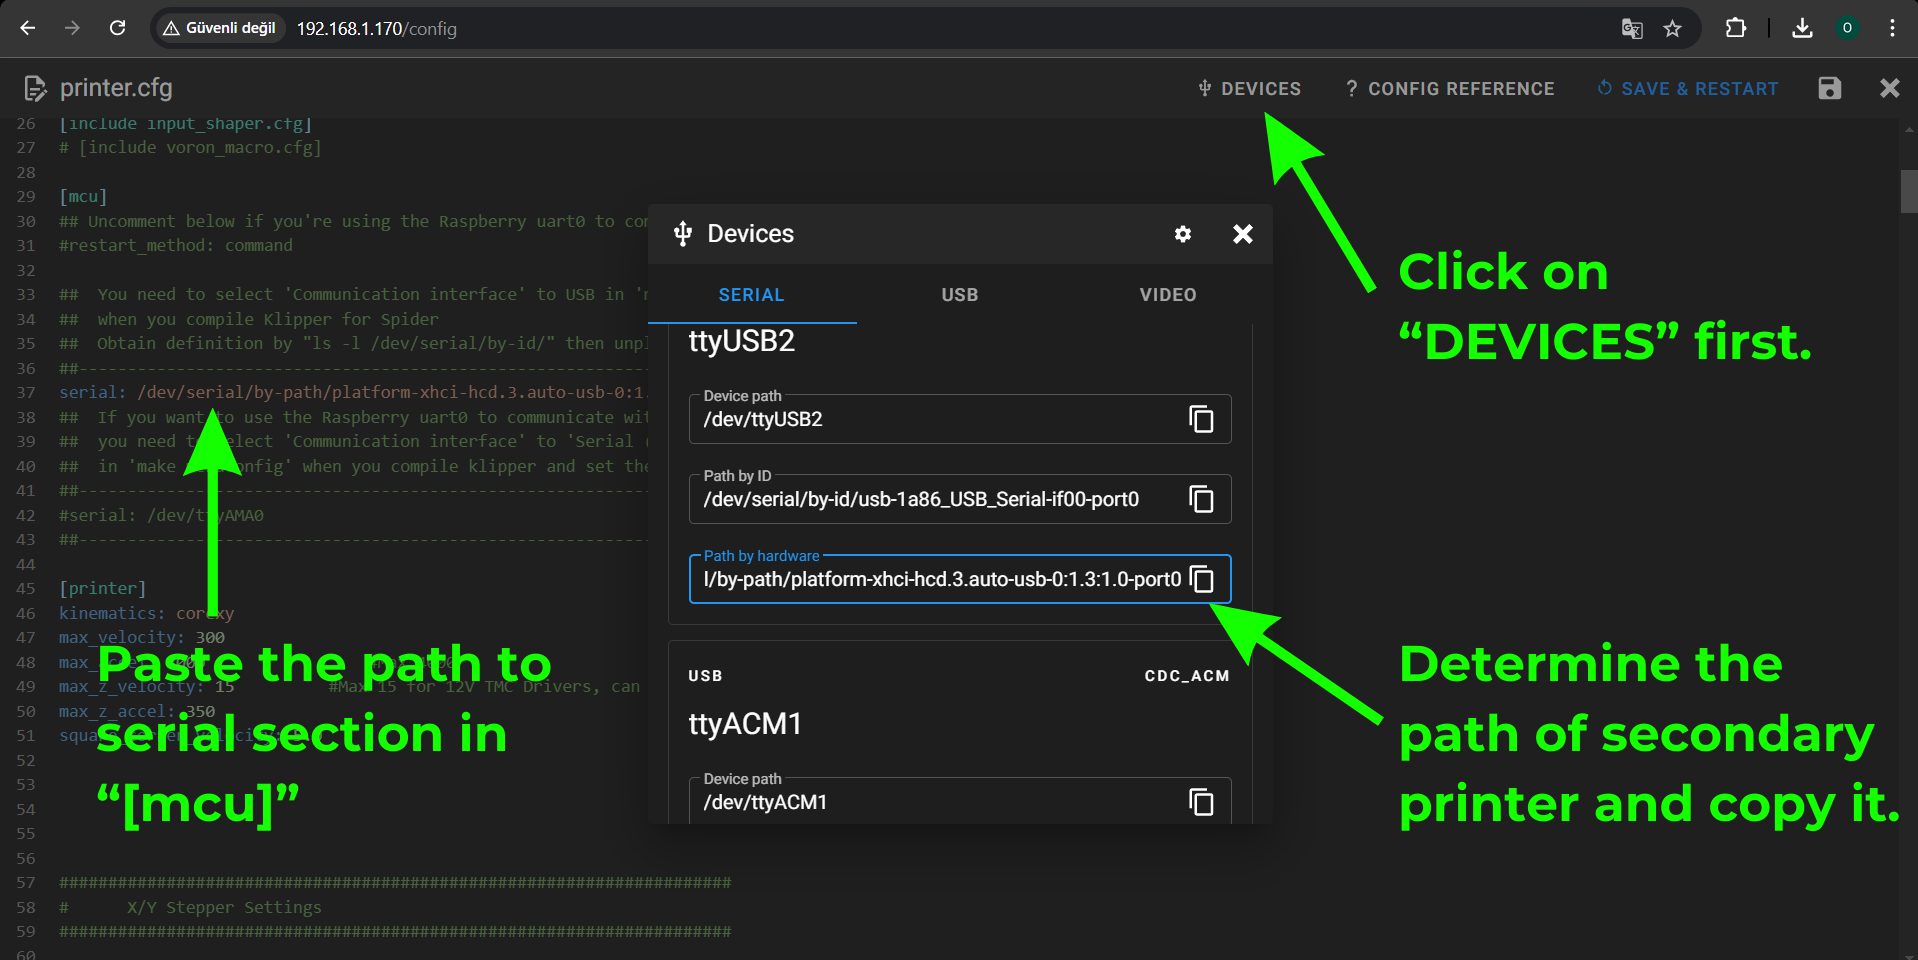 Güvenli değil 192.168.1.170/config
O
printer.cfg
DEVICES
? CONFIG REFERENCE
SAVE & RESTART
26 [include input_shaper.cfg]
27 # [include voron_macro.cfg]
28
29 [mcu]
30 ## Uncomment below if you're using the Raspberry uart0 to
31 #restart_method: command
32
33 ## You need to select 'Communication interface' to USB in
34 ## when you compile Klipper for Spider
35 ## Obtain definition by "ls -l /dev/serial/by-id/" then
36 ##------------------------------------------------------------
37 serial: /dev/serial/by-path/platform-xhci-hcd.3.auto-usb-0:1.
38 ## If you want to use the Raspberry uart0 to communicate
39 ## you need to select 'Communication interface' to 'Serial
40 ## in 'make config' when you compile klipper and set the
41 ##------------------------------------------------------------
42 #serial: /dev/ttyAMA0
43 ##------------------------------------------------------------
44
45 [printer]
46 kinematics: corexy
47 max_velocity: 300
48
49 max_z_velocity: 15 #Max 15 for 12V TMC Drivers, can
50 max_z_accel: 350
51
52
53
54
55
56
57 #####################################################################
58 # X/Y Stepper Settings
59 #####################################################################
60
Devices
SERIAL
USB
VIDEO
ttyUSB2
Device path
/dev/ttyUSB2
Path by ID
/dev/serial/by-id/usb-1a86_USB_Serial-if00-port0
Path by hardware
l/by-path/platform-xhci-hcd.3.auto-usb-0:1.3:1.0-port0
USB
CDC_ACM
ttyACM1
Device path
/dev/ttyACM1
Click on
“DEVICES” first.
Determine the
path of secondary
printer and copy it.
Paste the path to
serial section in
“[mcu]”